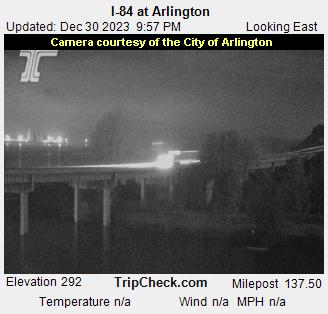 I-84 at Arlington
Updated: Dec 30 2023 9:57 PM Looking East
Camera courtesy of the City of Arlington
Elevation 292 TripCheck.com Milepost 137.50
Temperature n/a Wind n/a MPH n/a